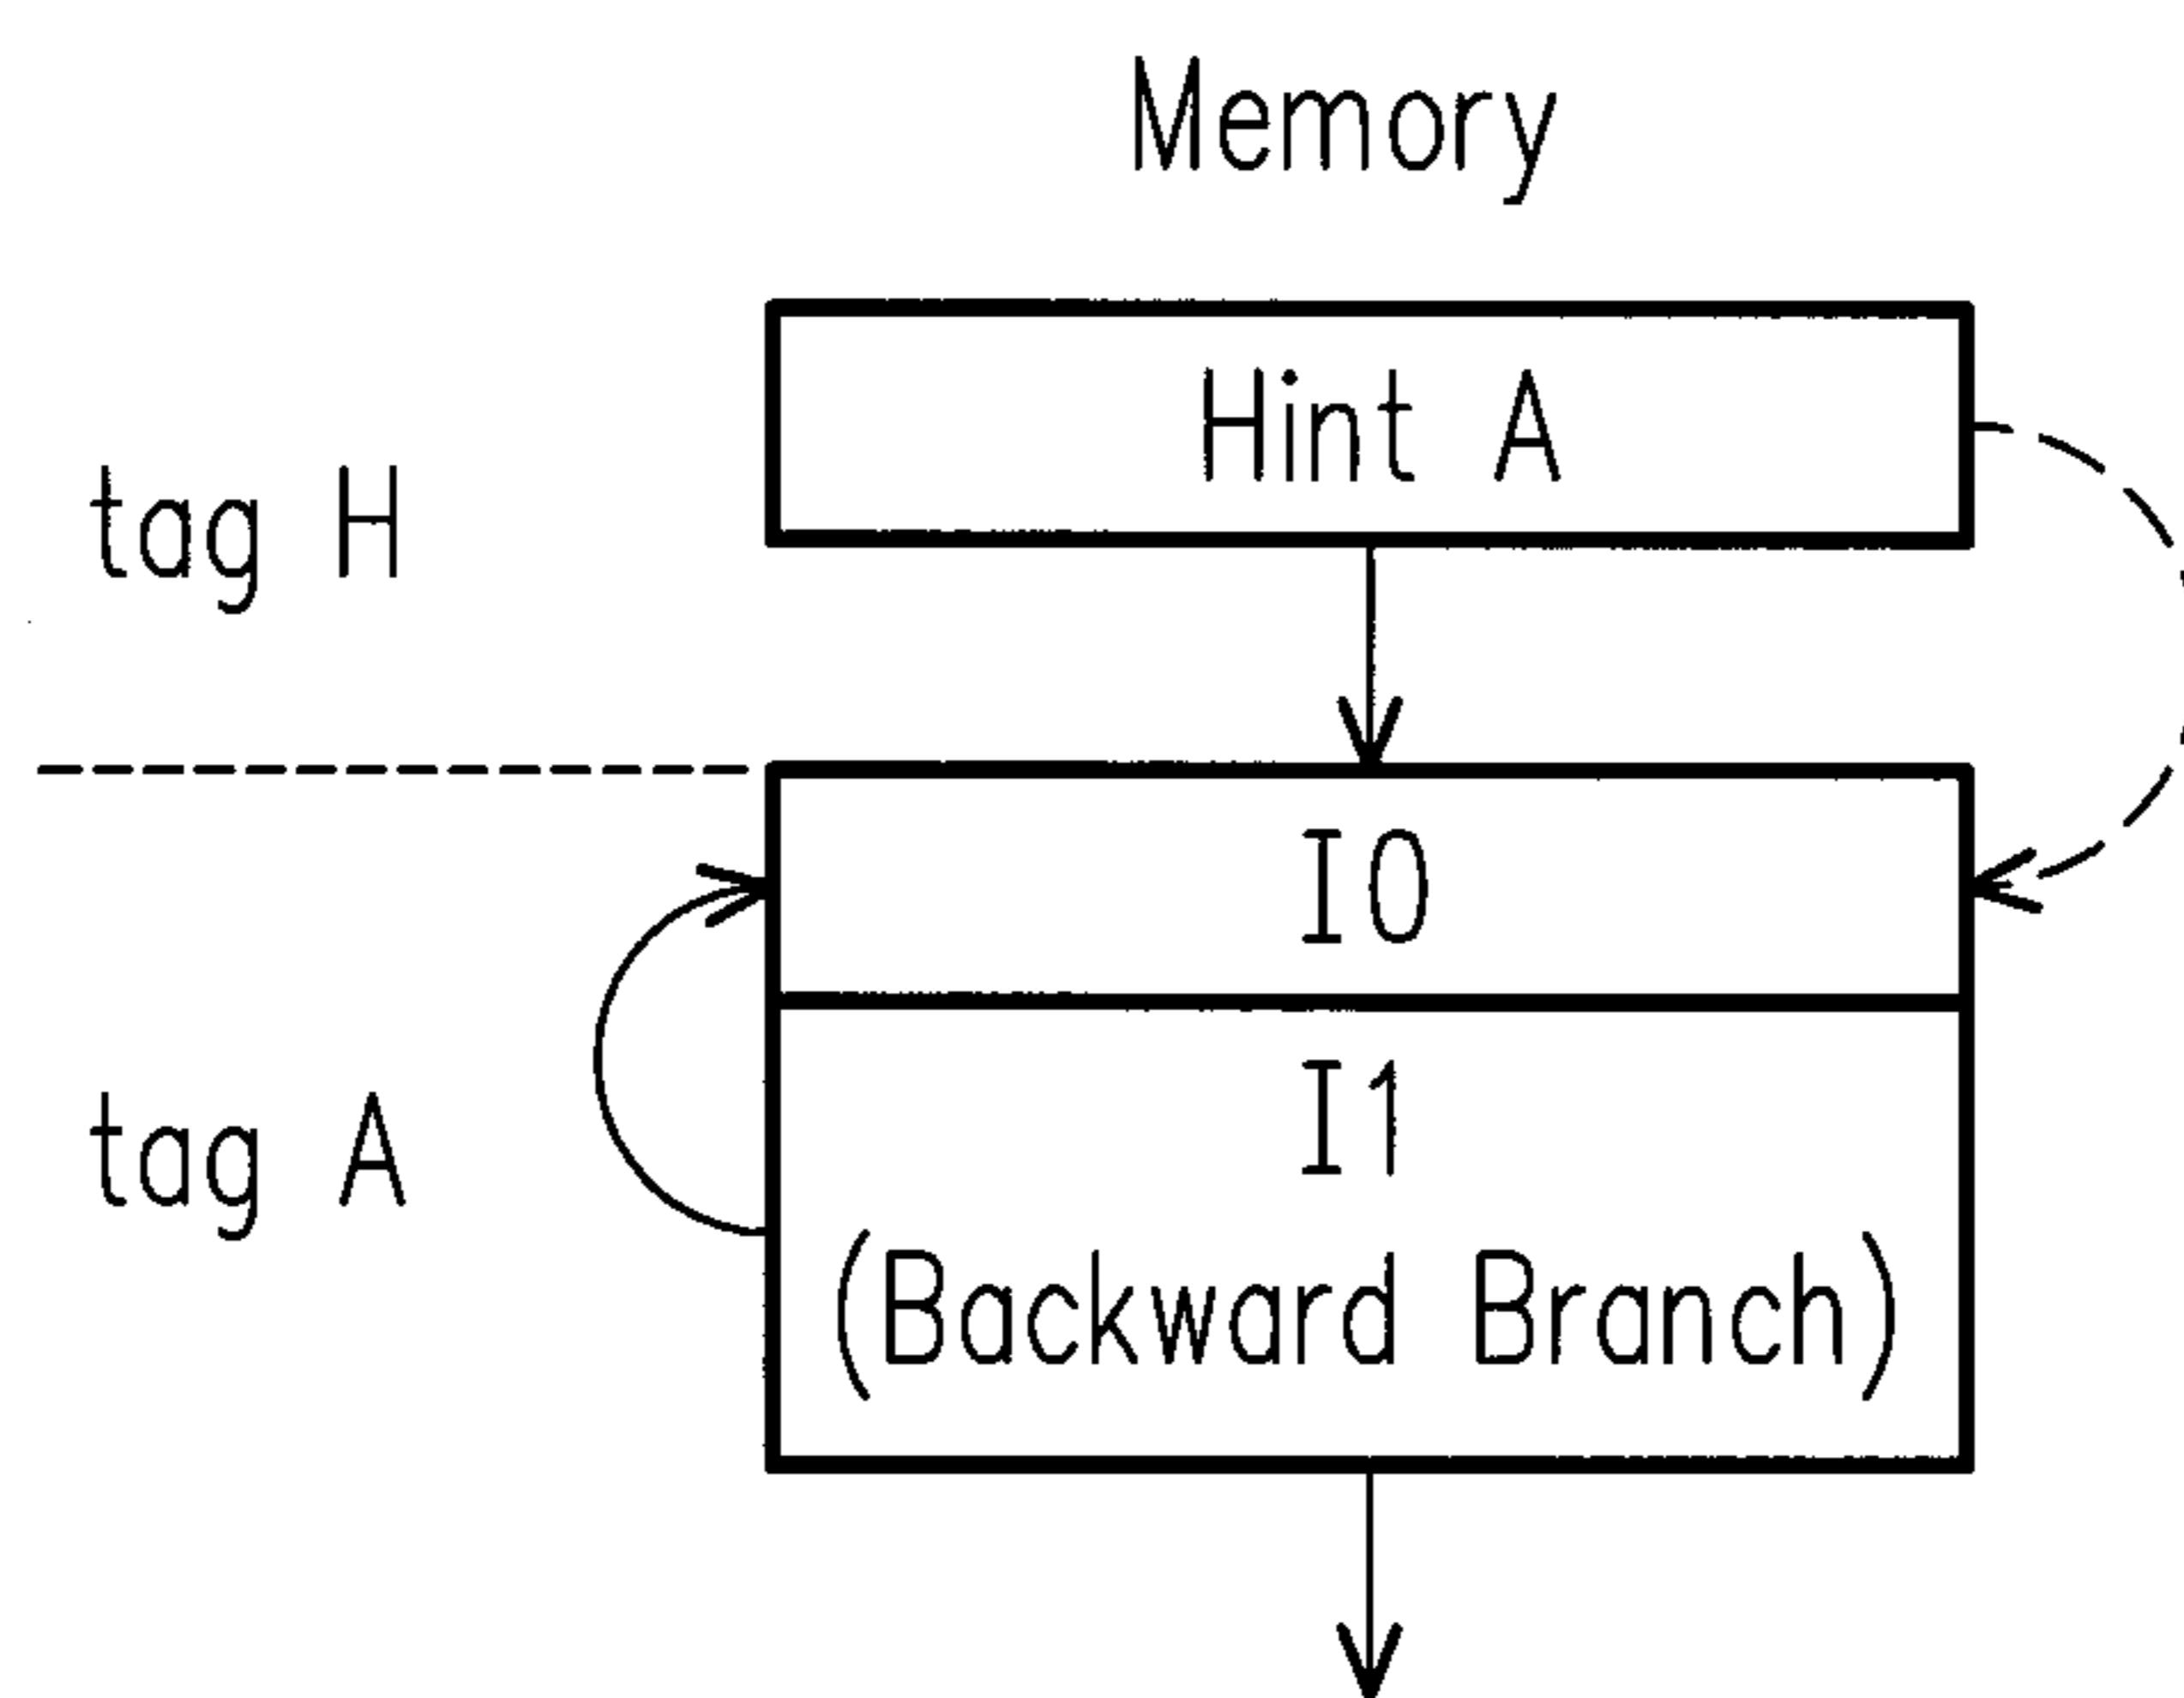 Memory
Hint A
tag H
I0
I1
tag A
(Backward Branch)